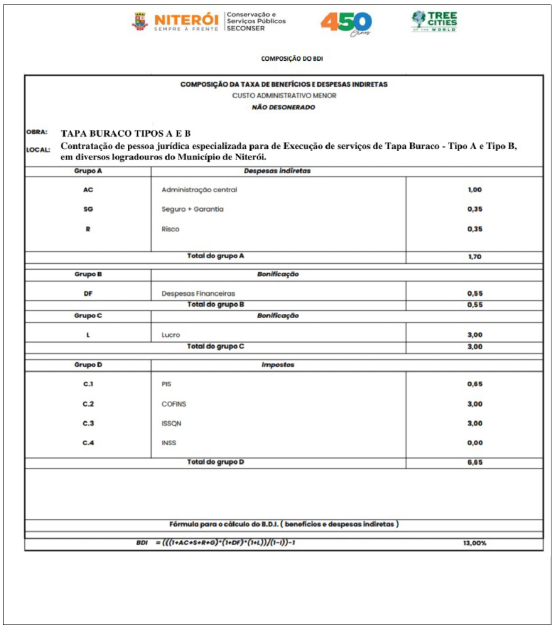 NITERÓI
SEMPRE À FRENTE
Conservação e
Serviços Públicos
SECONSER
450
Anos
TREE
CITIES
OF THE WORLD
COMPOSIÇÃO DO BDI
COMPOSIÇÃO DA TAXA DE BENEFÍCIOS E DESPESAS INDIRETAS
CUSTO ADMINISTRATIVO MENOR
NÃO DESONERADO
OBRA: TAPA BURACO TIPOS A E B
LOCAL: Contratação de pessoa jurídica especializada para de Execução de serviços de Tapa Buraco - Tipo A e Tipo B,
em diversos logradouros do Município de Niterói.
Grupo A Despesas indiretas
AC Administração central 1,00
SG Seguro + Garantia 0,35
R Risco 0,35
Total do grupo A 1,70
Grupo B Bonificação
DF Despesas Financeiras 0,55
Total do grupo B 0,55
Grupo C Bonificação
L Lucro 3,00
Total do grupo C 3,00
Grupo D Impostos
C.1 PIS 0,65
C.2 COFINS 3,00
C.3 ISSQN 3,00
C.4 INSS 0,00
Total do grupo D 6,65
Fórmula para o cálculo do B.D.I. ( benefícios e despesas indiretas )
BDI = (((1+AC+S+R+G)*(1+DF)*(1+L))/(1-I))-1 13,00%